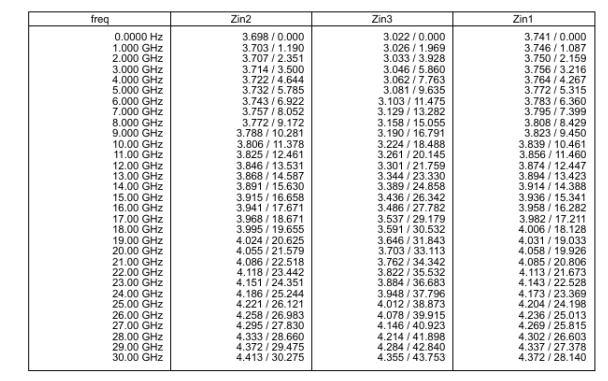 freq Zin2 Zin3 Zin1
0.0000 Hz 3.698 / 0.000 3.022 / 0.000 3.741 / 0.000
1.000 GHz 3.703 / 1.190 3.026 / 1.969 3.746 / 1.087
2.000 GHz 3.707 / 2.351 3.033 / 3.928 3.750 / 2.159
3.000 GHz 3.714 / 3.500 3.046 / 5.860 3.756 / 3.216
4.000 GHz 3.722 / 4.644 3.062 / 7.763 3.764 / 4.267
5.000 GHz 3.732 / 5.785 3.081 / 9.635 3.772 / 5.315
6.000 GHz 3.743 / 6.922 3.103 / 11.475 3.783 / 6.360
7.000 GHz 3.757 / 8.052 3.129 / 13.282 3.795 / 7.399
8.000 GHz 3.772 / 9.172 3.158 / 15.055 3.808 / 8.429
9.000 GHz 3.788 / 10.281 3.190 / 16.791 3.823 / 9.450
10.00 GHz 3.806 / 11.378 3.224 / 18.488 3.839 / 10.461
11.00 GHz 3.825 / 12.461 3.261 / 20.145 3.856 / 11.460
12.00 GHz 3.846 / 13.531 3.301 / 21.759 3.874 / 12.447
13.00 GHz 3.868 / 14.587 3.344 / 23.330 3.894 / 13.423
14.00 GHz 3.891 / 15.630 3.389 / 24.858 3.914 / 14.388
15.00 GHz 3.915 / 16.658 3.436 / 26.342 3.936 / 15.341
16.00 GHz 3.941 / 17.671 3.486 / 27.782 3.958 / 16.282
17.00 GHz 3.968 / 18.671 3.537 / 29.179 3.982 / 17.211
18.00 GHz 3.995 / 19.655 3.591 / 30.532 4.006 / 18.128
19.00 GHz 4.024 / 20.625 3.646 / 31.843 4.031 / 19.033
20.00 GHz 4.055 / 21.579 3.703 / 33.113 4.058 / 19.926
21.00 GHz 4.086 / 22.518 3.762 / 34.342 4.085 / 20.806
22.00 GHz 4.118 / 23.442 3.822 / 35.532 4.113 / 21.673
23.00 GHz 4.151 / 24.351 3.884 / 36.683 4.143 / 22.528
24.00 GHz 4.186 / 25.244 3.948 / 37.796 4.173 / 23.369
25.00 GHz 4.221 / 26.121 4.012 / 38.873 4.204 / 24.198
26.00 GHz 4.258 / 26.983 4.078 / 39.915 4.236 / 25.013
27.00 GHz 4.295 / 27.830 4.146 / 40.923 4.269 / 25.815
28.00 GHz 4.333 / 28.660 4.214 / 41.898 4.302 / 26.603
29.00 GHz 4.372 / 29.475 4.284 / 42.840 4.337 / 27.378
30.00 GHz 4.413 / 30.275 4.355 / 43.753 4.372 / 28.140